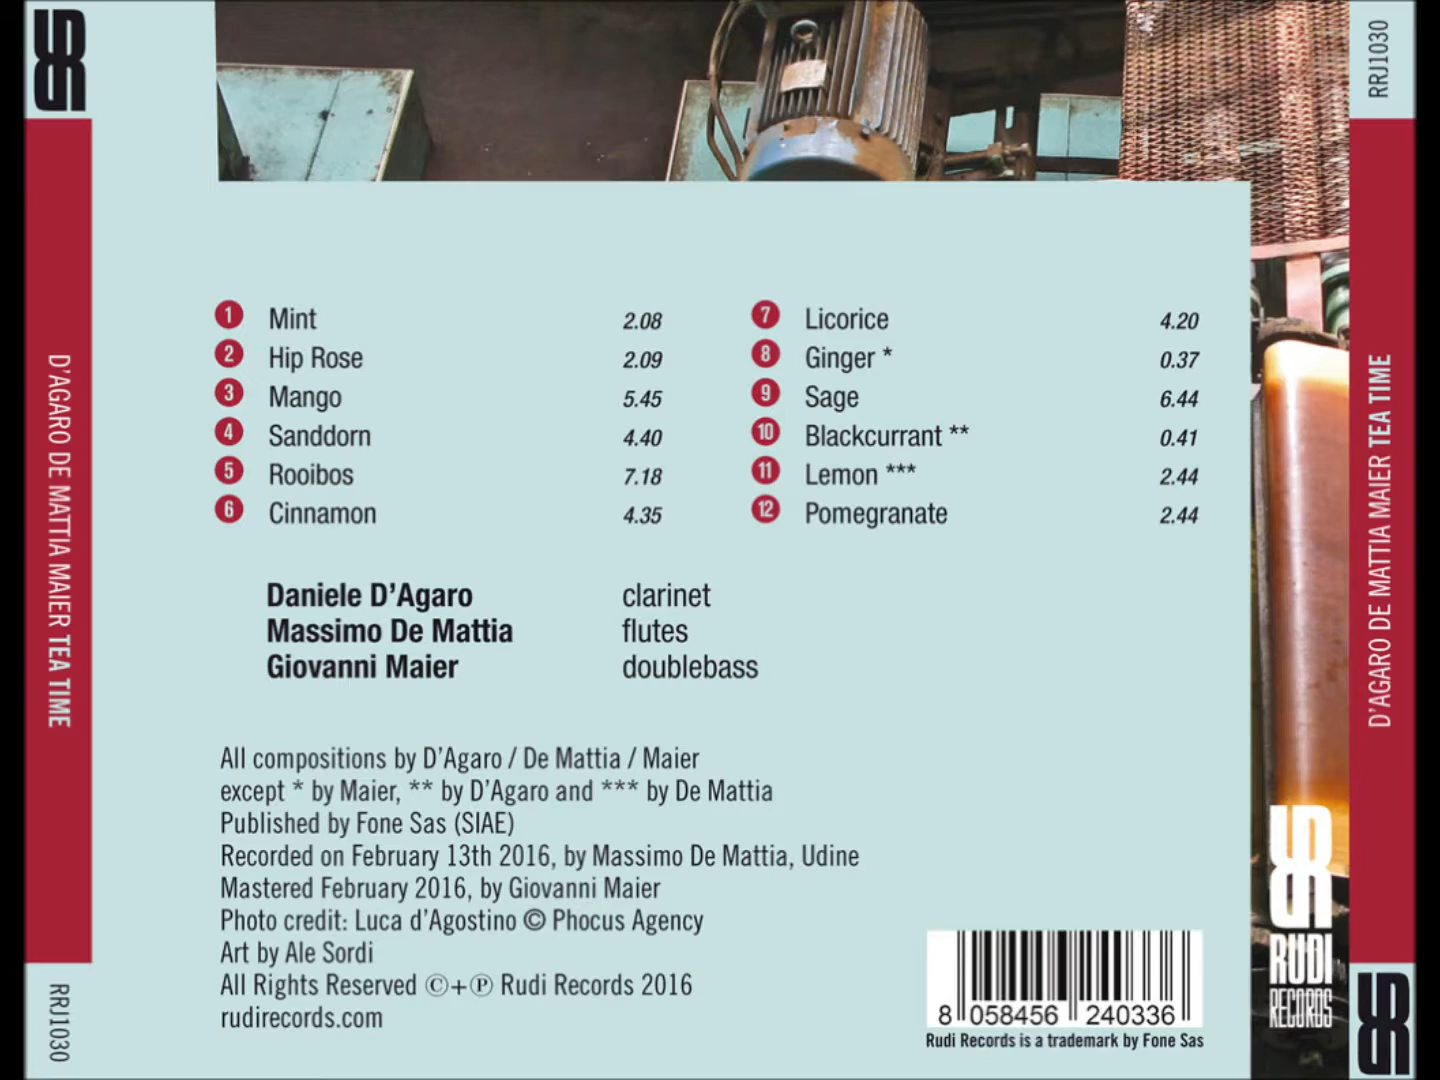 D'AGARO DE MATTIA MAIER TEA TIME
RRJ1030
1 Mint 2.08
2 Hip Rose 2.09
3 Mango 5.45
4 Sanddorn 4.40
5 Rooibos 7.18
6 Cinnamon 4.35
7 Licorice 4.20
8 Ginger * 0.37
9 Sage 6.44
10 Blackcurrant ** 0.41
11 Lemon *** 2.44
12 Pomegranate 2.44
Daniele D'Agaro clarinet
Massimo De Mattia flutes
Giovanni Maier doublebass
All compositions by D'Agaro / De Mattia / Maier
except * by Maier, ** by D'Agaro and *** by De Mattia
Published by Fone Sas (SIAE)
Recorded on February 13th 2016, by Massimo De Mattia, Udine
Mastered February 2016, by Giovanni Maier
Photo credit: Luca d'Agostino © Phocus Agency
Art by Ale Sordi
All Rights Reserved ©+℗ Rudi Records 2016
rudirecords.com
8 058456 240336
Rudi Records is a trademark by Fone Sas
RUDI
RECORDS
RRJ1030
D'AGARO DE MATTIA MAIER TEA TIME